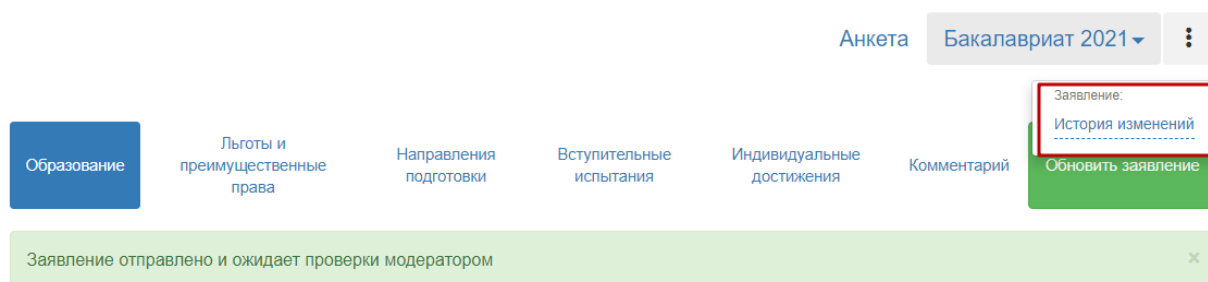 Анкета Бакалавриат 2021
Заявление:
История изменений
Образование
Льготы и
преимущественные
права
Направления
подготовки
Вступительные
испытания
Индивидуальные
достижения
Комментарий
Обновить заявление
Заявление отправлено и ожидает проверки модератором